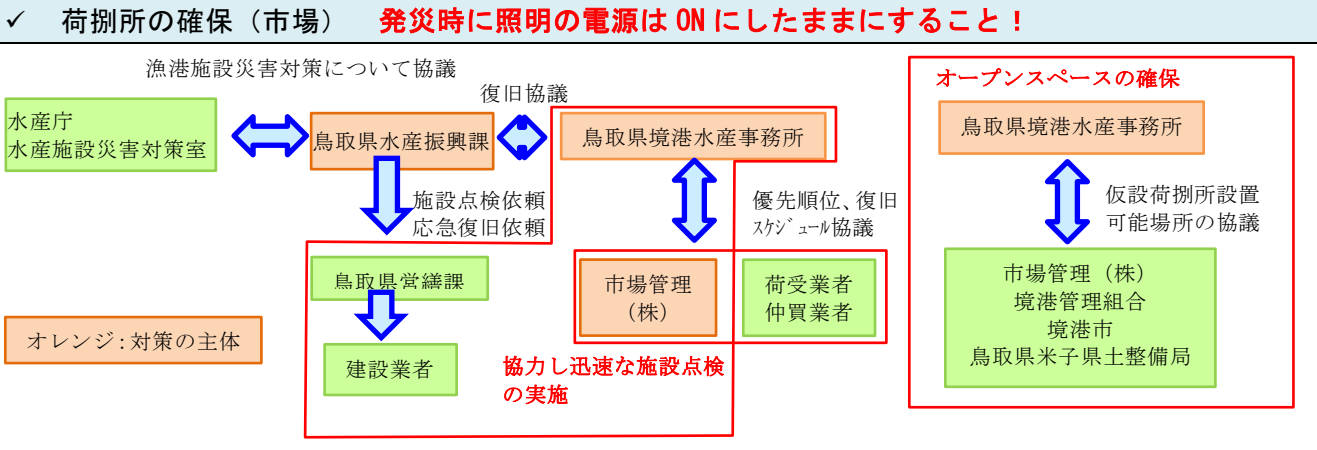 ✓ 荷捌所の確保（市場） 発災時に照明の電源は ON にしたままにすること！
漁港施設災害対策について協議
復旧協議
水産庁
水産施設災害対策室
鳥取県水産振興課
鳥取県境港水産事務所
施設点検依頼
応急復旧依頼
優先順位、復旧
ｽｹｼﾞｭｰﾙ協議
鳥取県営繕課
市場管理
（株）
荷受業者
仲買業者
オレンジ：対策の主体
建設業者
協力し迅速な施設点検
の実施
オープンスペースの確保
鳥取県境港水産事務所
仮設荷捌所設置
可能場所の協議
市場管理（株）
境港管理組合
境港市
鳥取県米子県土整備局